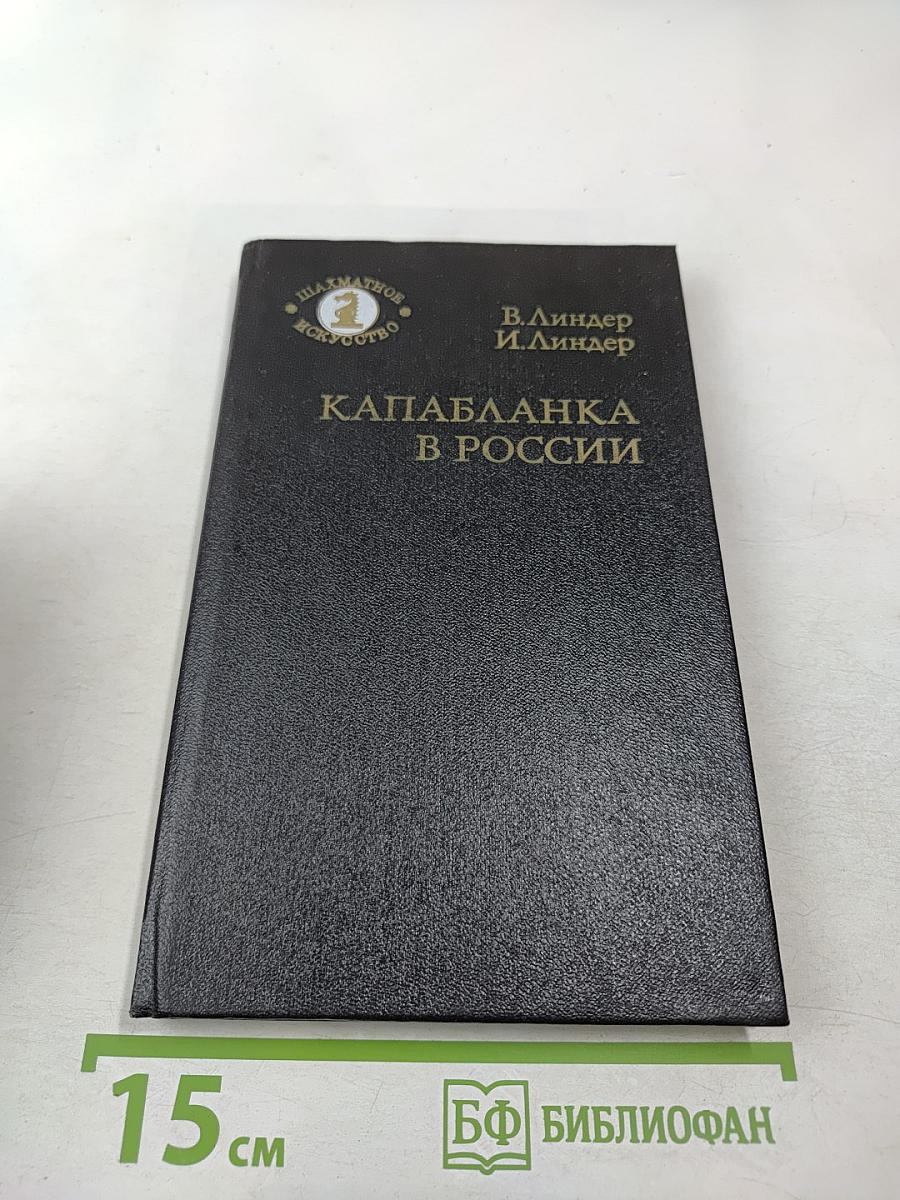 ШАХМАТНОЕ
ИСКУССТВО
В.Линдер
И.Линдер
КАПАБЛАНКА
В РОССИИ
15 см
БФ БИБЛИОФАН